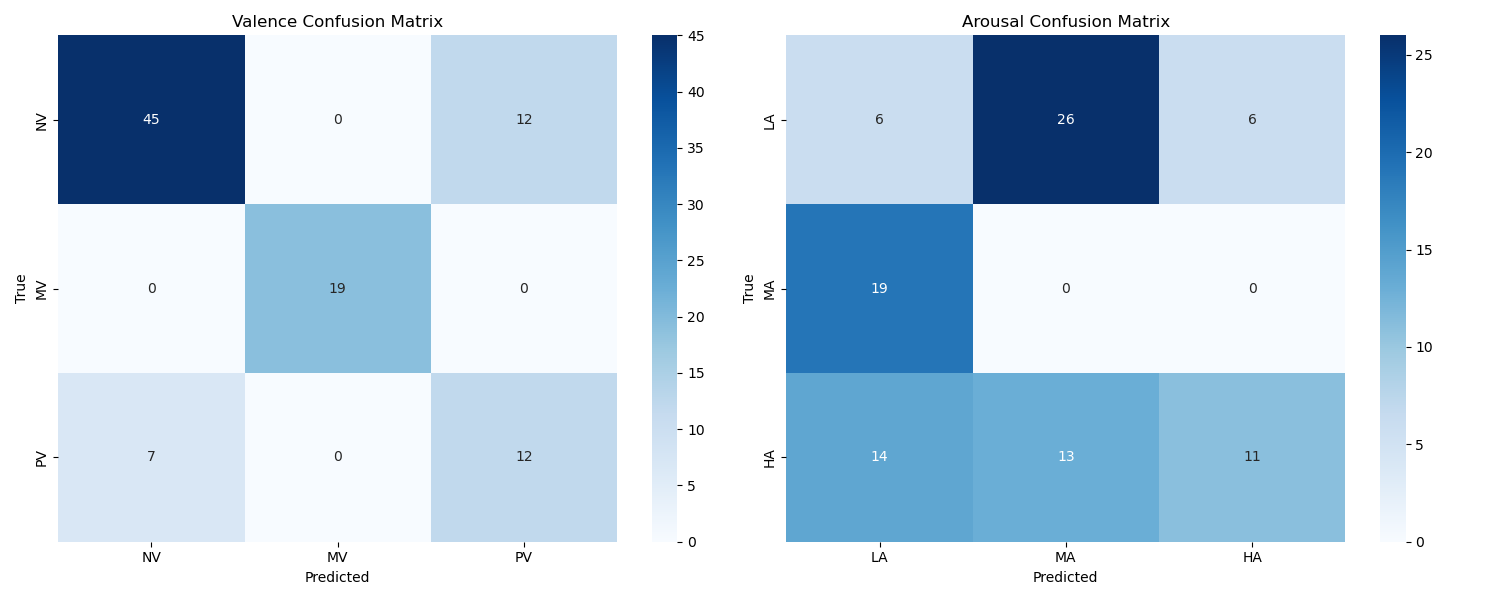 Valence Confusion Matrix
NV 45 0 12
MV 0 19 0
PV 7 0 12
NV MV PV
Predicted
True
45
40
35
30
25
20
15
10
5
0
Arousal Confusion Matrix
LA 6 26 6
MA 19 0 0
HA 14 13 11
LA MA HA
Predicted
True
25
20
15
10
5
0